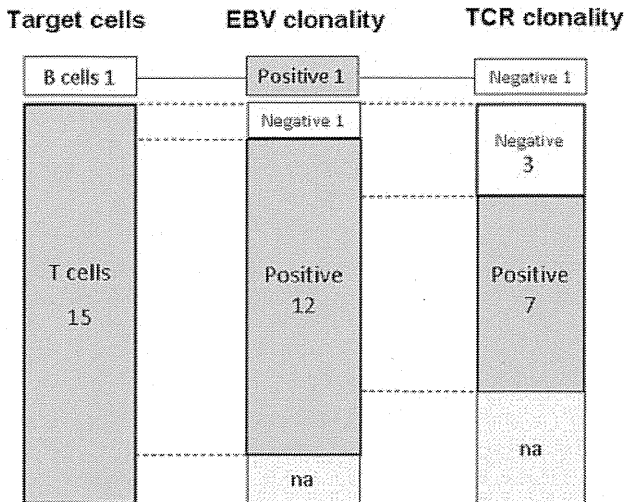 Target cells EBV clonality TCR clonality
B cells 1 Positive 1 Negative 1
Negative 1
Negative
3
T cells
15
Positive
12
Positive
7
na
na